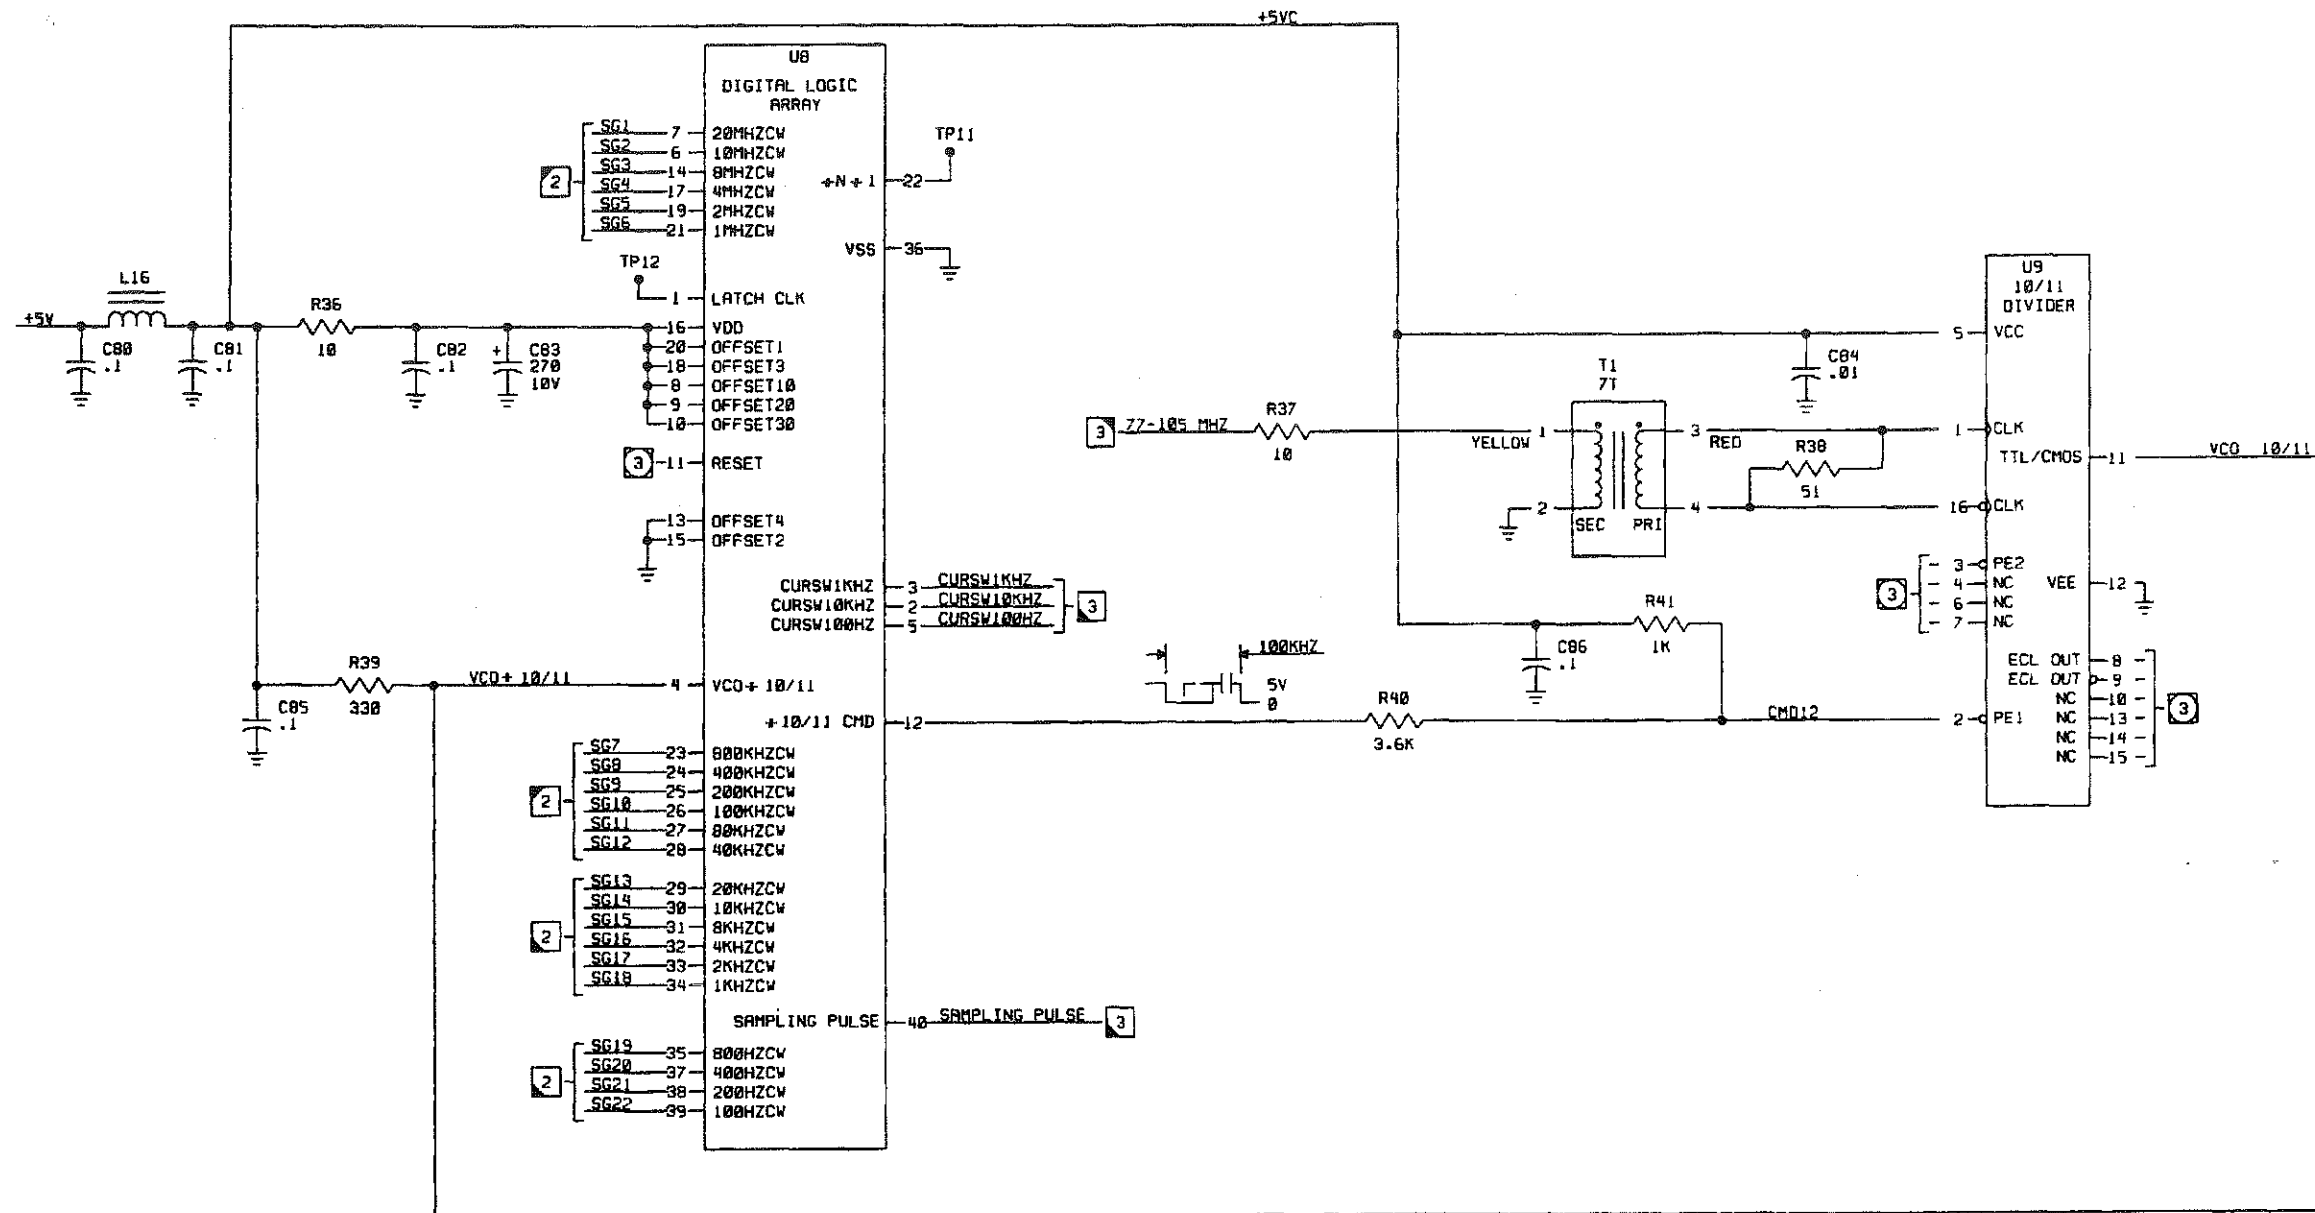 +5VC
U8
DIGITAL LOGIC
ARRAY
SG1 7 20MHZCW
SG2 6 10MHZCW
SG3 14 8MHZCW
SG4 17 4MHZCW
SG5 19 2MHZCW
SG6 21 1MHZCW
2
÷N+1 22
TP11
VSS 36
TP12
1 LATCH CLK
+5V
L16
C80
.1
C81
.1
R36
10
C82
.1
+
C83
270
10V
16 VDD
20 OFFSET1
18 OFFSET3
8 OFFSET10
9 OFFSET20
10 OFFSET30
3 11 RESET
13 OFFSET4
15 OFFSET2
CURSW1KHZ 3 CURSW1KHZ
CURSW10KHZ 2 CURSW10KHZ
CURSW100HZ 5 CURSW100HZ
3
R39
330
C85
.1
VCO÷10/11 4 VCO÷10/11
÷10/11 CMD 12
100KHZ
5V
0
R40
3.6K
C86
.1
R41
1K
CMD12
SG7 23 800KHZCW
SG8 24 400KHZCW
SG9 25 200KHZCW
SG10 26 100KHZCW
SG11 27 80KHZCW
SG12 28 40KHZCW
2
SG13 29 20KHZCW
SG14 30 10KHZCW
SG15 31 8KHZCW
SG16 32 4KHZCW
SG17 33 2KHZCW
SG18 34 1KHZCW
2
SAMPLING PULSE 40 SAMPLING PULSE 3
SG19 35 800HZCW
SG20 37 400HZCW
SG21 38 200HZCW
SG22 39 100HZCW
2
3 77-105 MHZ
R37
10
YELLOW 1
2
T1
7T
SEC PRI
3 RED
4
R38
51
C84
.01
U9
10/11
DIVIDER
5 VCC
1 CLK
TTL/CMOS 11 VCO 10/11
16 CLK
3 PE2
4 NC
6 NC
7 NC
3
VEE 12
ECL OUT 8
ECL OUT 9
NC 10
NC 13
NC 14
NC 15
3
2 PE1